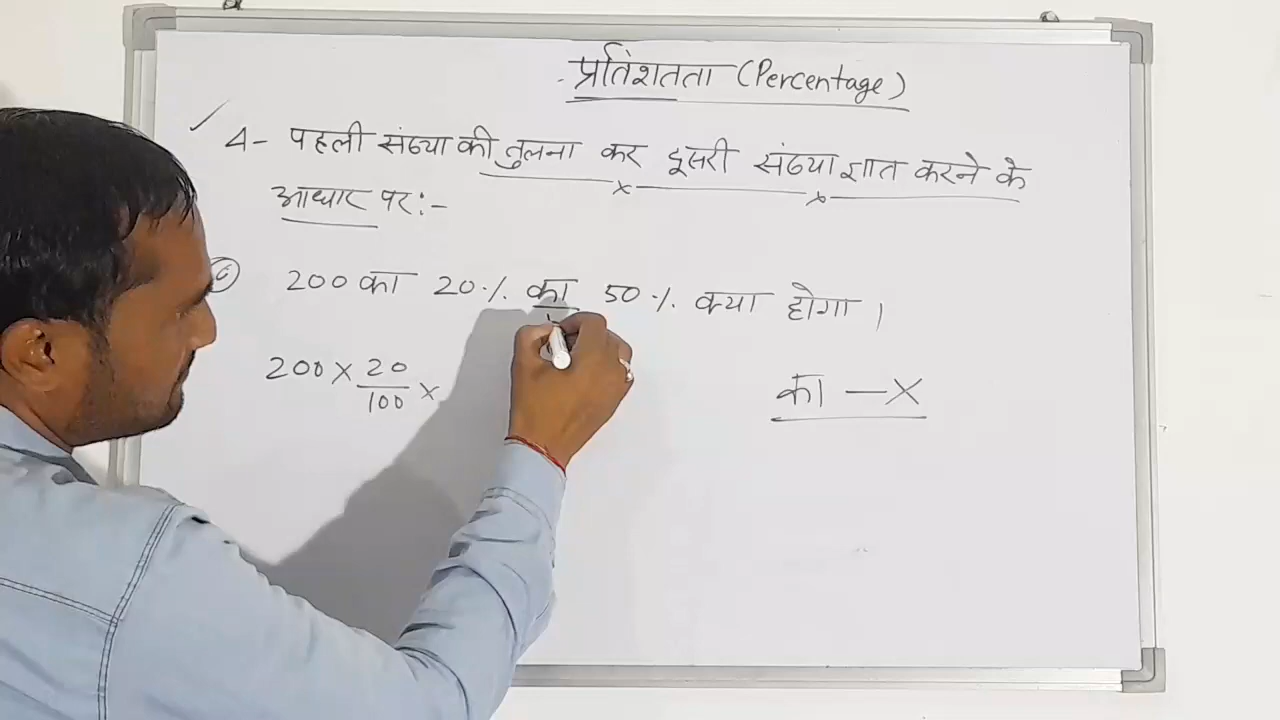 प्रतिंशतता (Percentage)
4- पहली संख्या की तुलना कर दूसरी संख्या ज्ञात करने के
आधार पर:-
200 का 20% का 50% क्या होगा।
200 × 20/100 ×
का — ×